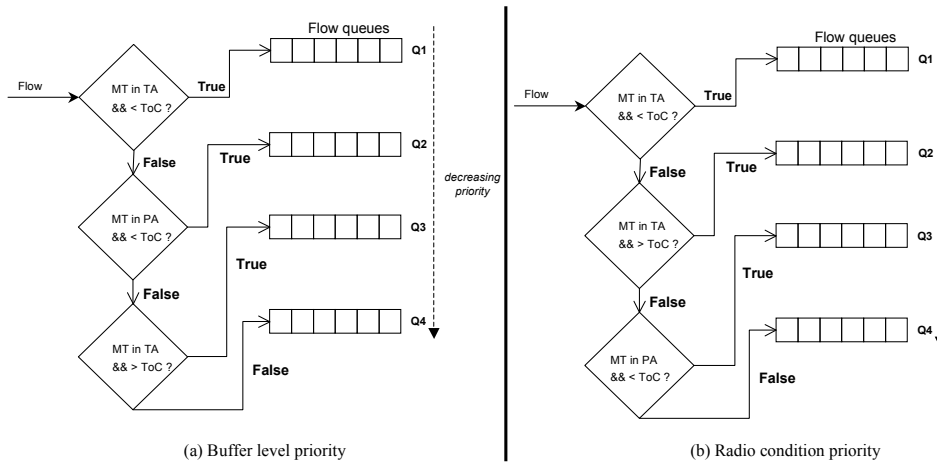 Flow queues
Q1
Flow
MT in TA
&& < ToC ?
True
False
True
Q2
decreasing
priority
MT in PA
&& < ToC ?
Q3
True
False
MT in TA
&& > ToC ?
Q4
False
(a) Buffer level priority
Flow queues
Q1
Flow
MT in TA
&& < ToC ?
True
False
True
Q2
MT in TA
&& > ToC ?
Q3
True
False
MT in PA
&& < ToC ?
Q4
False
(b) Radio condition priority